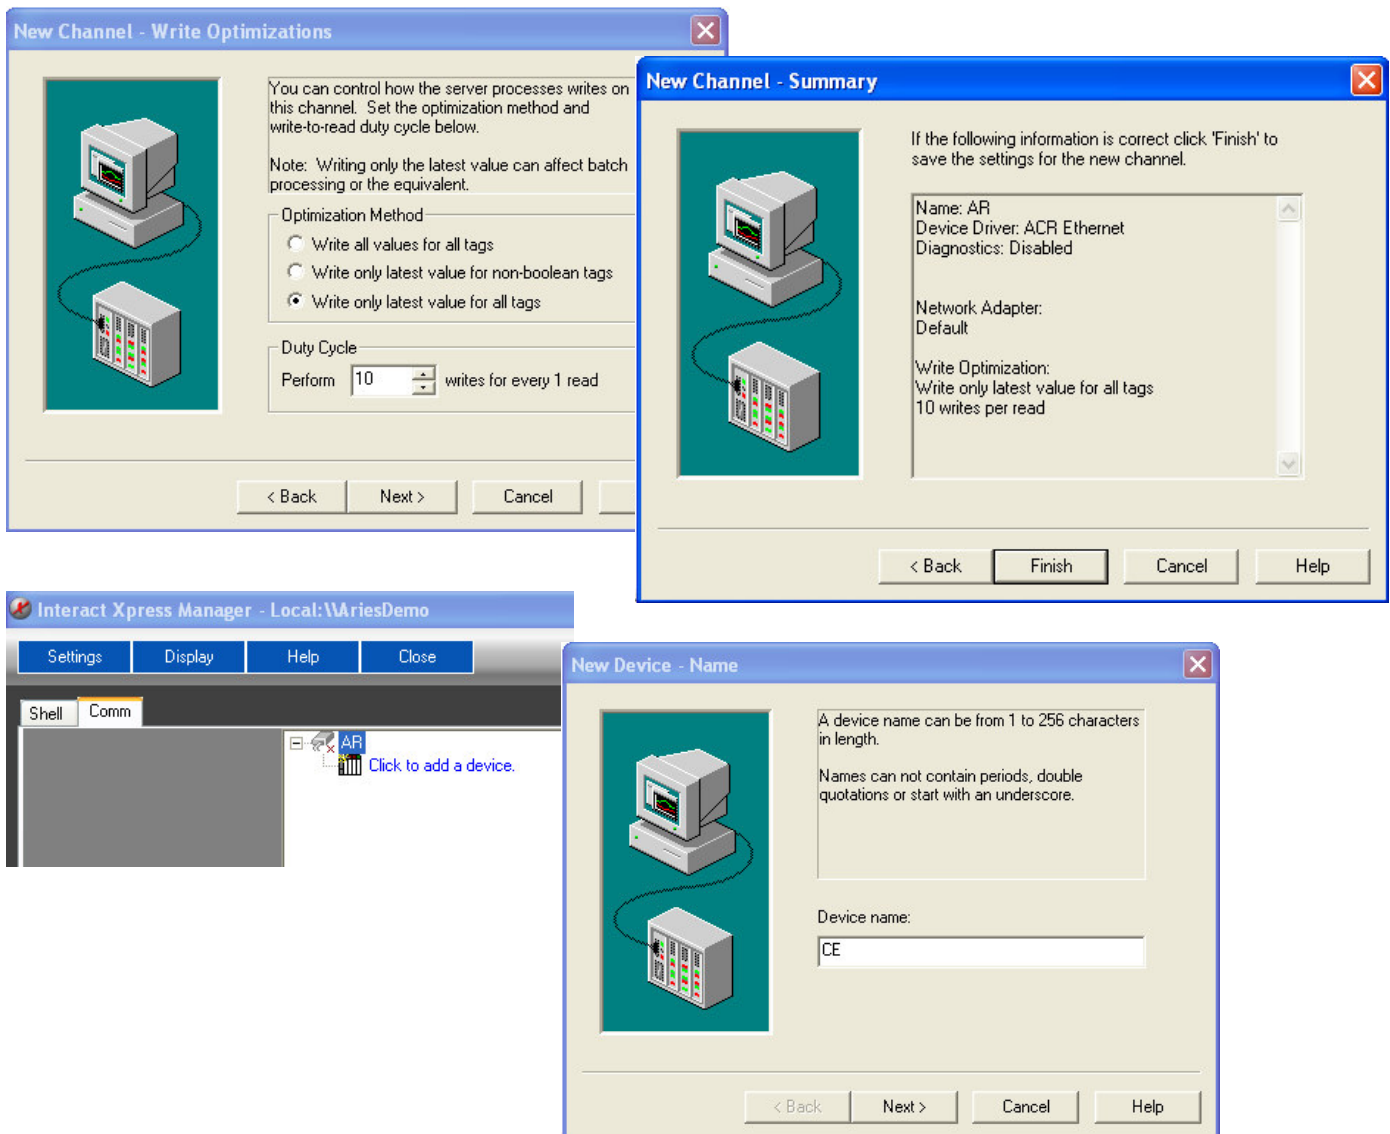 New Channel - Write Optimizations
You can control how the server processes writes on
this channel.  Set the optimization method and
write-to-read duty cycle below.
Note:  Writing only the latest value can affect batch
processing or the equivalent.
Optimization Method
Write all values for all tags
Write only latest value for non-boolean tags
Write only latest value for all tags
Duty Cycle
Perform 10 writes for every 1 read
< Back Next > Cancel
New Channel - Summary
If the following information is correct click 'Finish' to
save the settings for the new channel.
Name: AR
Device Driver: ACR Ethernet
Diagnostics: Disabled
Network Adapter:
Default
Write Optimization:
Write only latest value for all tags
10 writes per read
< Back Finish Cancel Help
Interact Xpress Manager - Local:\\AriesDemo
Settings Display Help Close
Shell Comm
AR
Click to add a device.
New Device - Name
A device name can be from 1 to 256 characters
in length.
Names can not contain periods, double
quotations or start with an underscore.
Device name:
CE
< Back Next > Cancel Help